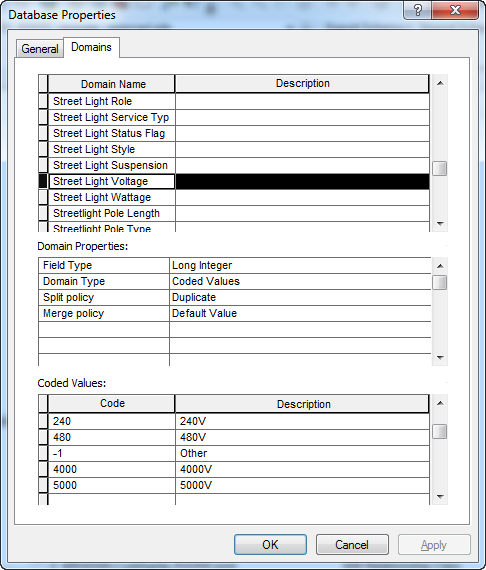 Database Properties
General Domains
Domain Name Description
Street Light Role
Street Light Service Typ
Street Light Status Flag
Street Light Style
Street Light Suspension
Street Light Voltage
Street Light Wattage
Streetlight Pole Length
Streetlight Pole Type
Domain Properties:
Field Type Long Integer
Domain Type Coded Values
Split policy Duplicate
Merge policy Default Value
Coded Values:
Code Description
240 240V
480 480V
-1 Other
4000 4000V
5000 5000V
OK Cancel Apply